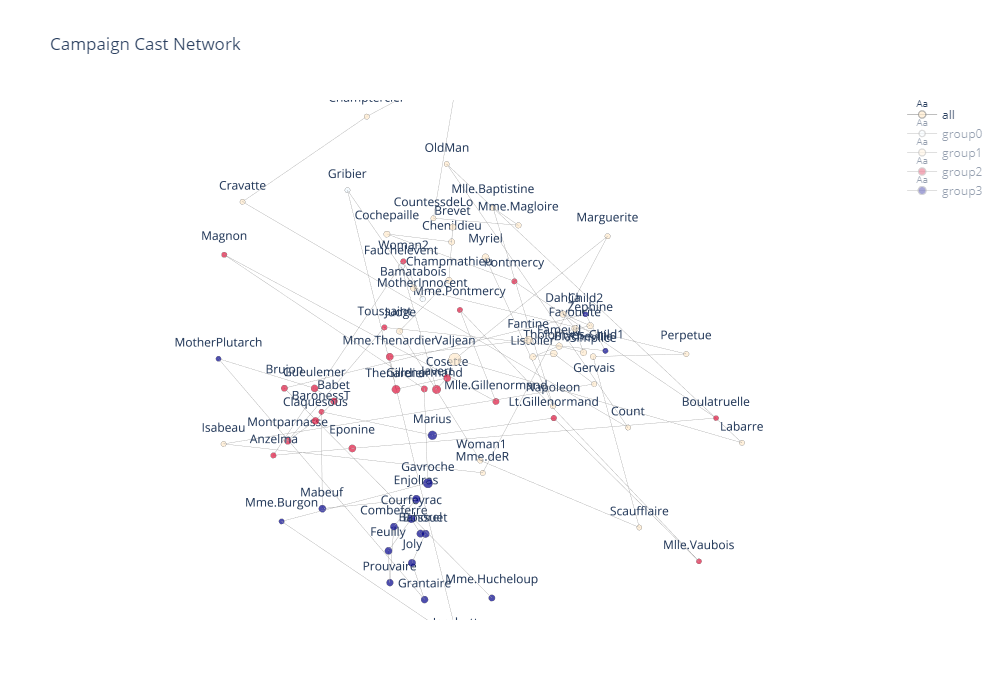 Campaign Cast Network
Aa
all
Aa
group0
Aa
group1
Aa
group2
Aa
group3
OldMan
Gribier
Cravatte
Mlle.Baptistine
CountessdeLo
Mme.Magloire
Brevet
Cochepaille
Marguerite
Chenildieu
Magnon
Myriel
Woman2
Fauchelevent
Champmathieu
Pontmercy
Bamatabois
MotherInnocent
Mme.Pontmercy
Dahlia
Child2
Zephine
Toussaint
Judge
Favourite
Fantine
Fameuil
Child1
Perpetue
MotherPlutarch
Mme.Thenardier
Valjean
Listolier
Simplice
Cosette
Gervais
Brujon
Gueulemer
Thenardier
Gillenormand
Javert
Babet
Mlle.Gillenormand
Napoleon
BaronessT
Claquesous
Lt.Gillenormand
Boulatruelle
Count
Marius
Montparnasse
Isabeau
Labarre
Eponine
Anzelma
Woman1
Mme.deR
Gavroche
Enjolras
Mabeuf
Courfeyrac
Mme.Burgon
Combeferre
Scaufflaire
Bossuet
Feuilly
Joly
Mlle.Vaubois
Prouvaire
Grantaire
Mme.Hucheloup